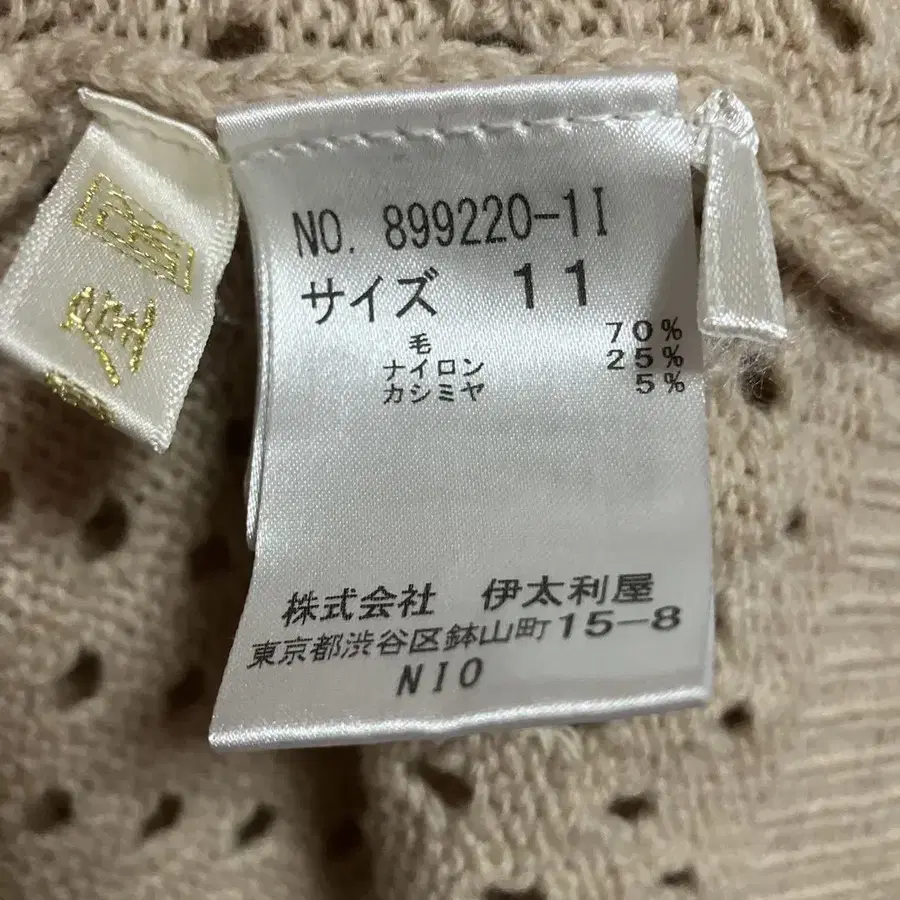 NO. 899220-1I
サイズ 11
毛 70%
ナイロン 25%
カシミヤ 5%
株式会社 伊太利屋
東京都渋谷区鉢山町15-8
NIO